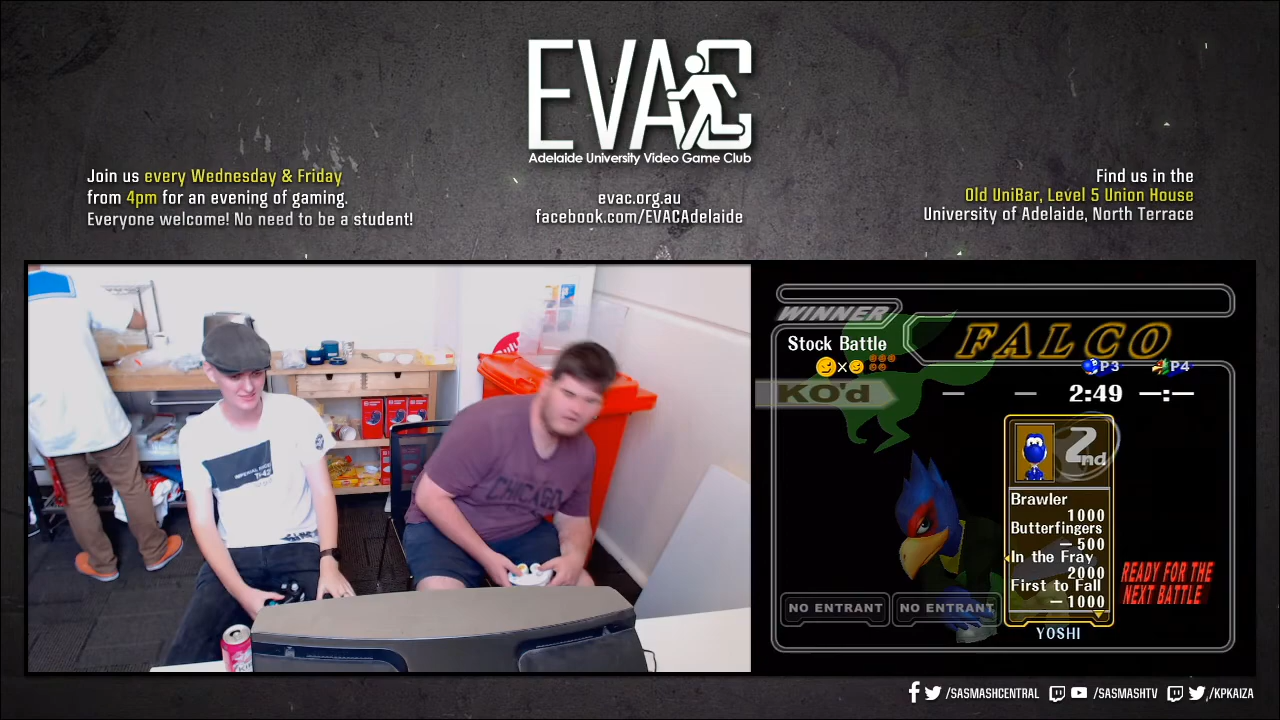 EVAC
Adelaide University Video Game Club
Join us every Wednesday & Friday
from 4pm for an evening of gaming.
Everyone welcome! No need to be a student!
evac.org.au
facebook.com/EVACAdelaide
Find us in the
Old UniBar, Level 5 Union House
University of Adelaide, North Terrace
CHICAGO
WINNER
FALCO
Stock Battle
P3
P4
KO'd
— — 2:49 —:—
2nd
Brawler
1000
Butterfingers
—500
In the Fray
2000
First to Fall
—1000
READY FOR THE
NEXT BATTLE
NO ENTRANT
NO ENTRANT
YOSHI
/SASMASHCENTRAL
/SASMASHTV
/KPKAIZA